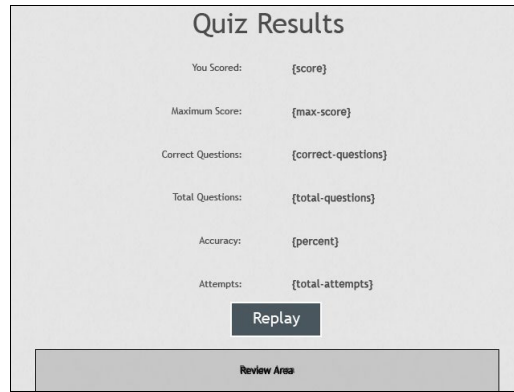 Quiz Results
You Scored: {score}
Maximum Score: {max-score}
Correct Questions: {correct-questions}
Total Questions: {total-questions}
Accuracy: {percent}
Attempts: {total-attempts}
Replay
Review Area